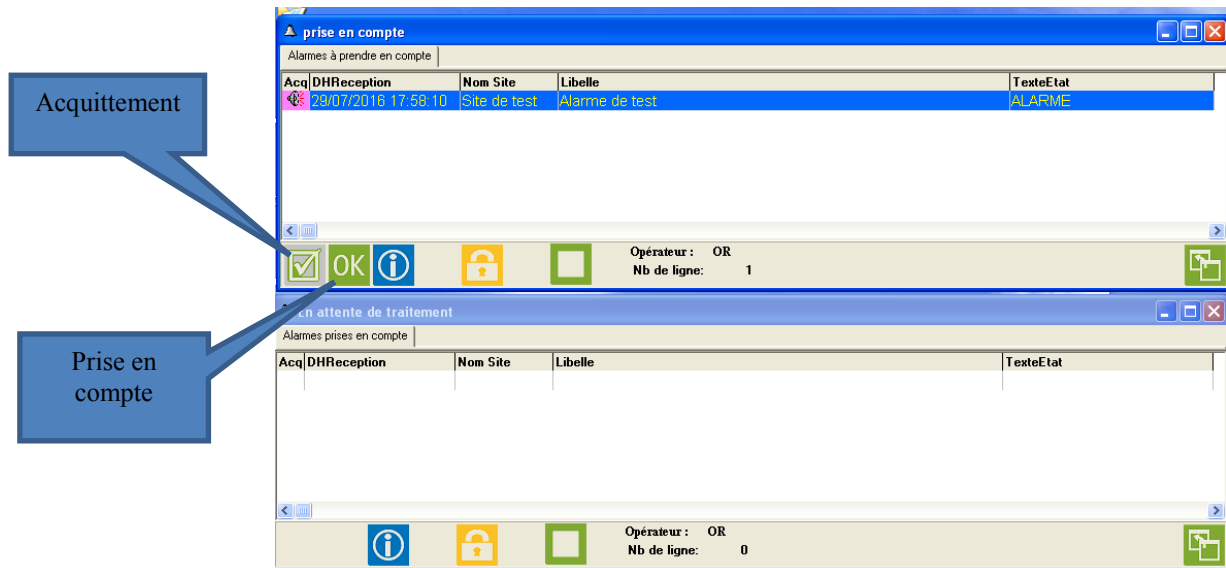 prise en compte
Alarmes à prendre en compte
Acq DHReception Nom Site Libelle TexteEtat
29/07/2016 17:58:10 Site de test Alarme de test ALARME
Acquittement
OK
Opérateur : OR
Nb de ligne: 1
En attente de traitement
Alarmes prises en compte
Acq DHReception Nom Site Libelle TexteEtat
Prise en
compte
Opérateur : OR
Nb de ligne: 0